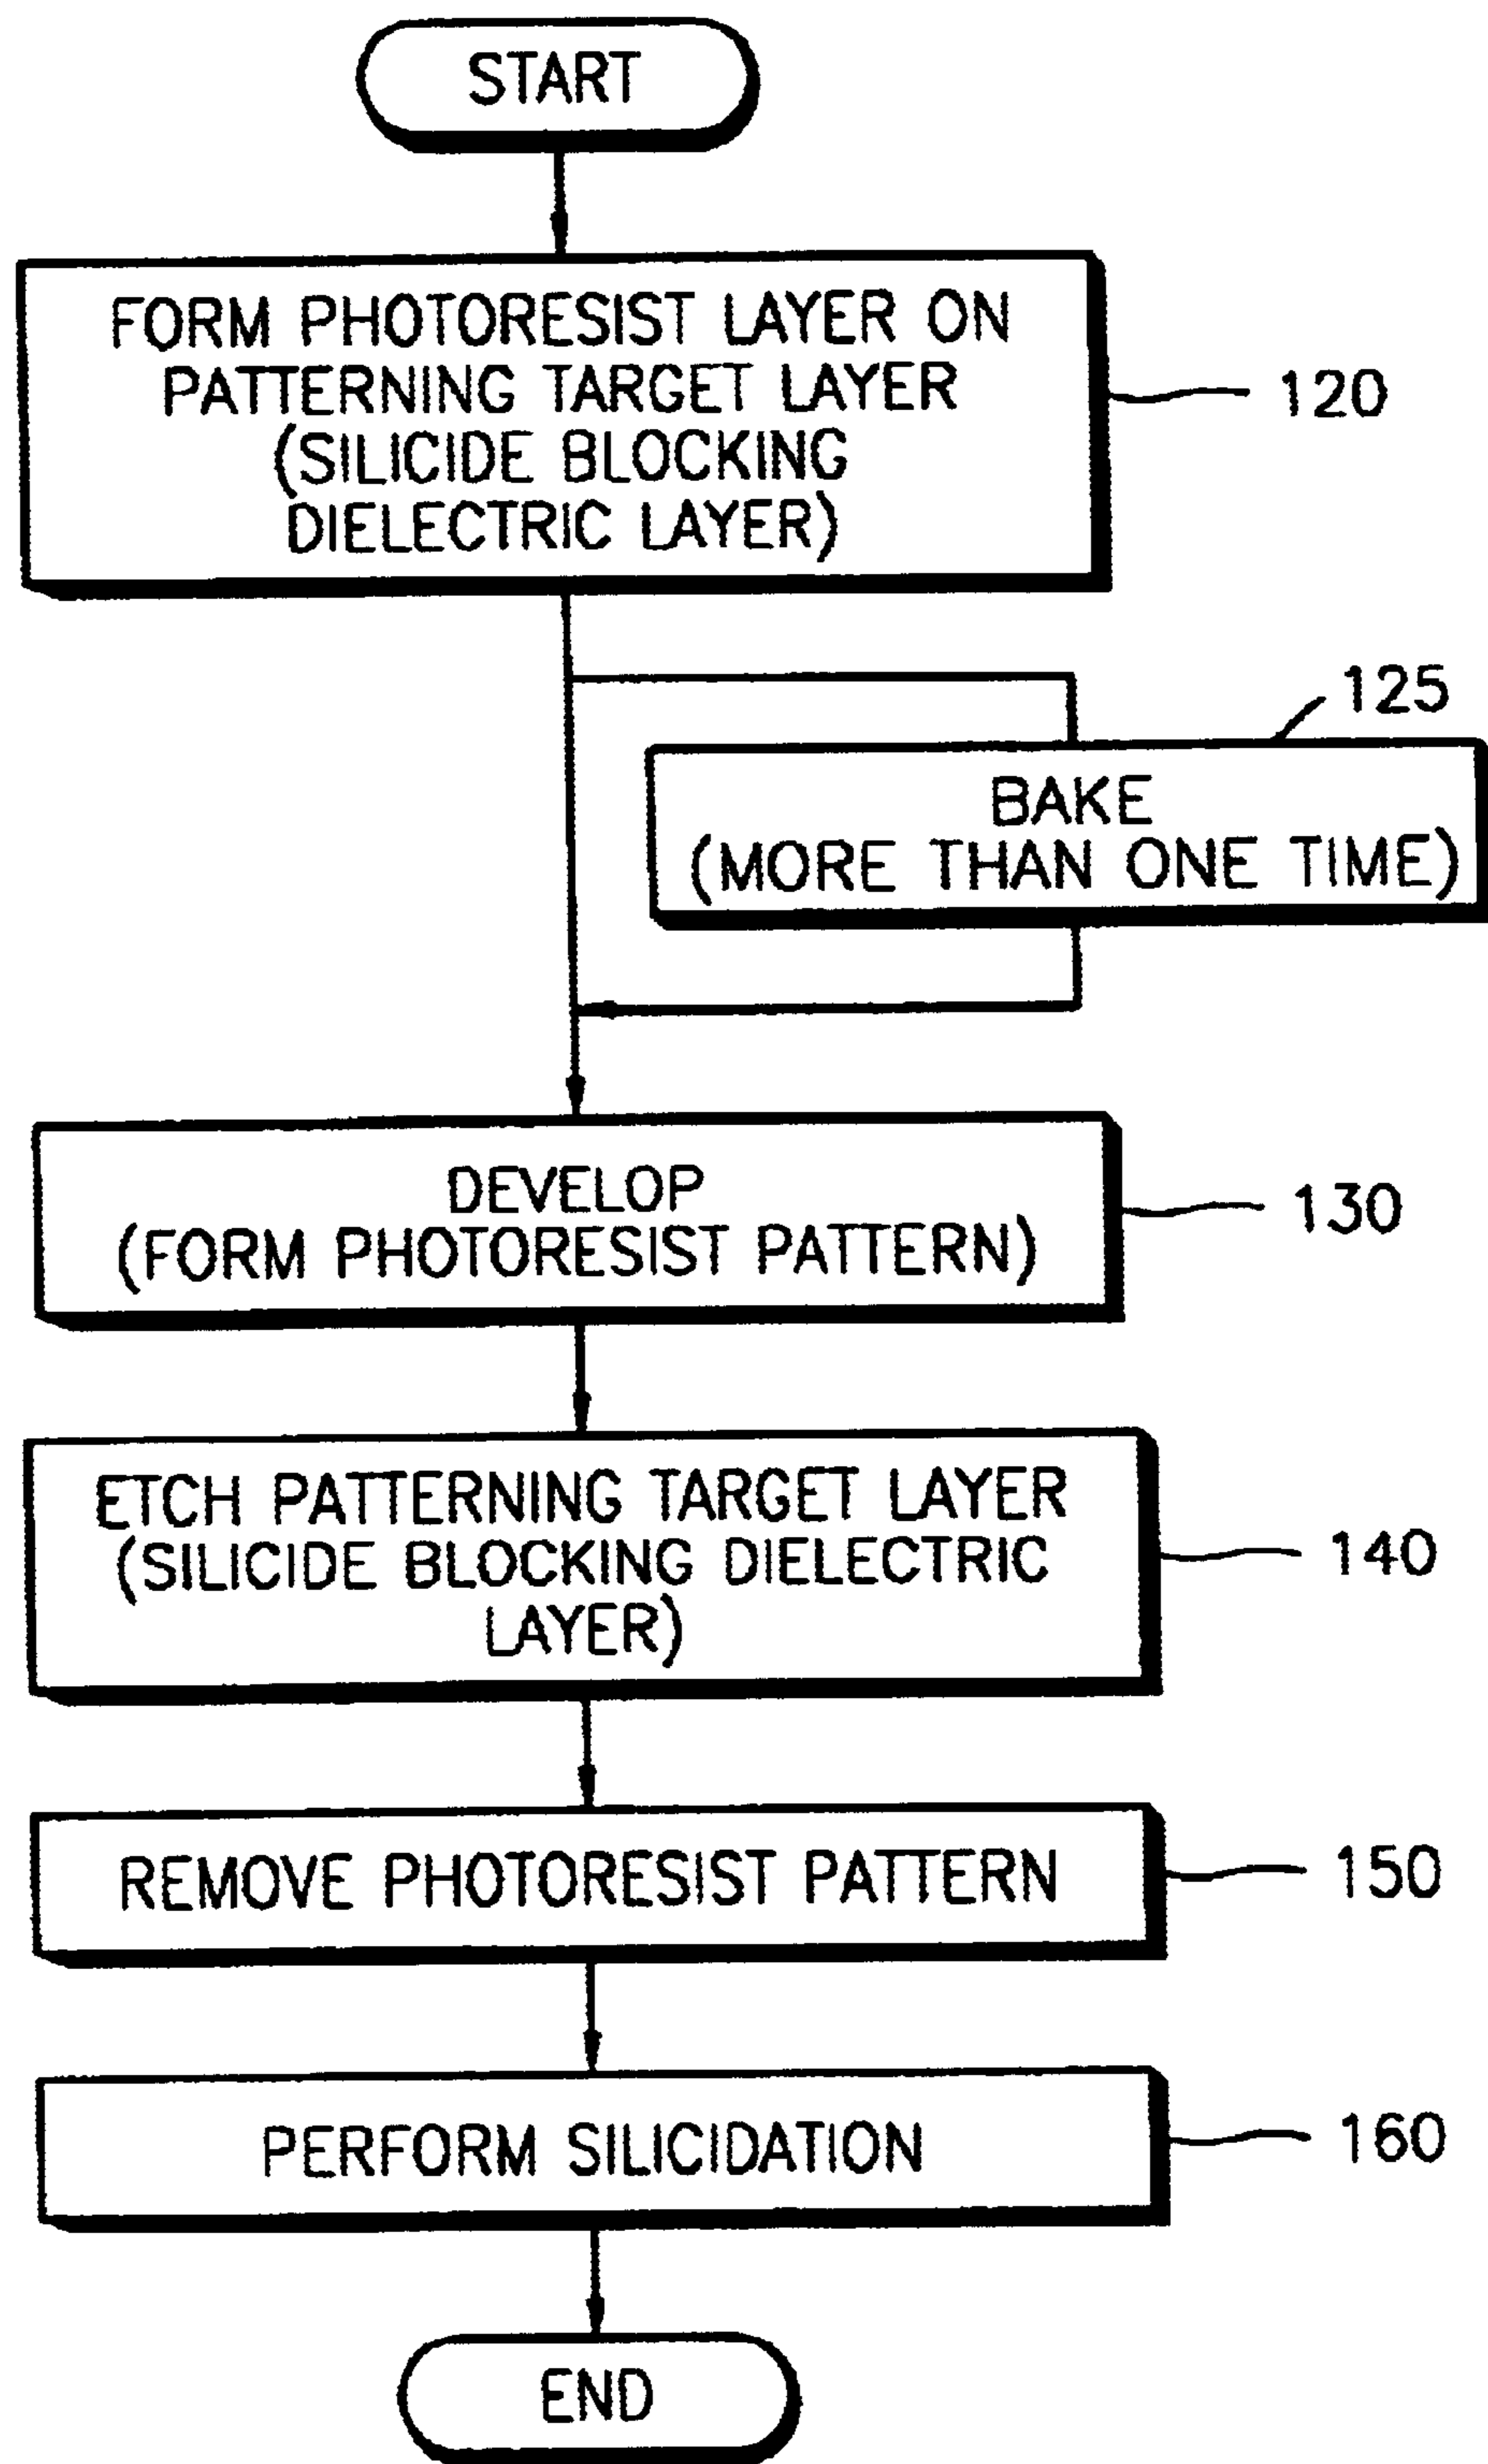 START
FORM PHOTORESIST LAYER ON
PATTERNING TARGET LAYER
(SILICIDE BLOCKING
DIELECTRIC LAYER)
120
125
BAKE
(MORE THAN ONE TIME)
DEVELOP
(FORM PHOTORESIST PATTERN)
130
ETCH PATTERNING TARGET LAYER
(SILICIDE BLOCKING DIELECTRIC
LAYER)
140
REMOVE PHOTORESIST PATTERN
150
PERFORM SILICIDATION
160
END